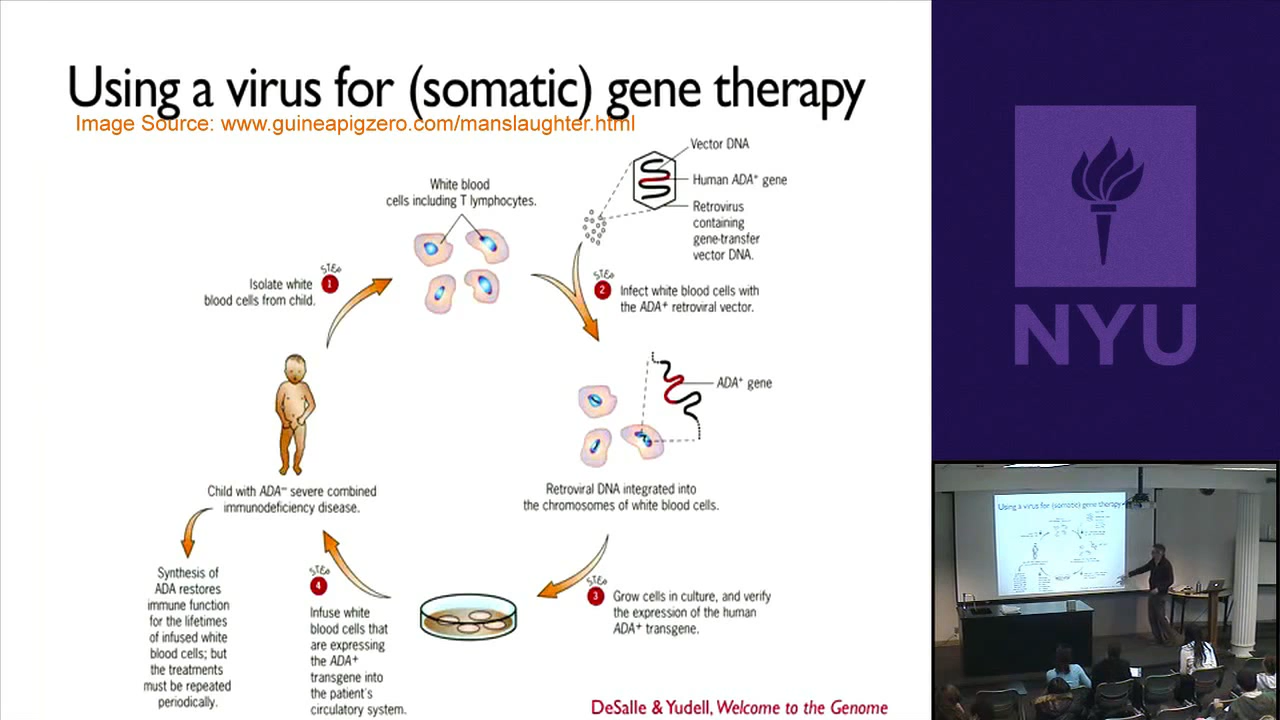 Using a virus for (somatic) gene therapy
Image Source: www.guineapigzero.com/manslaughter.html
Vector DNA
Human ADA⁺ gene
Retrovirus
containing
gene-transfer
vector DNA.
White blood
cells including T lymphocytes.
STEP
1
Isolate white
blood cells from child.
STEP
2
Infect white blood cells with
the ADA⁺ retroviral vector.
ADA⁺ gene
Child with ADA⁻ severe combined
immunodeficiency disease.
Retroviral DNA integrated into
the chromosomes of white blood cells.
Synthesis of
ADA restores
immune function
for the lifetimes
of infused white
blood cells; but
the treatments
must be repeated
periodically.
STEP
4
Infuse white
blood cells that
are expressing
the ADA⁺
transgene into
the patient's
circulatory system.
STEP
3
Grow cells in culture, and verify
the expression of the human
ADA⁺ transgene.
DeSalle & Yudell, Welcome to the Genome
NYU
Using a virus for (somatic) gene therapy